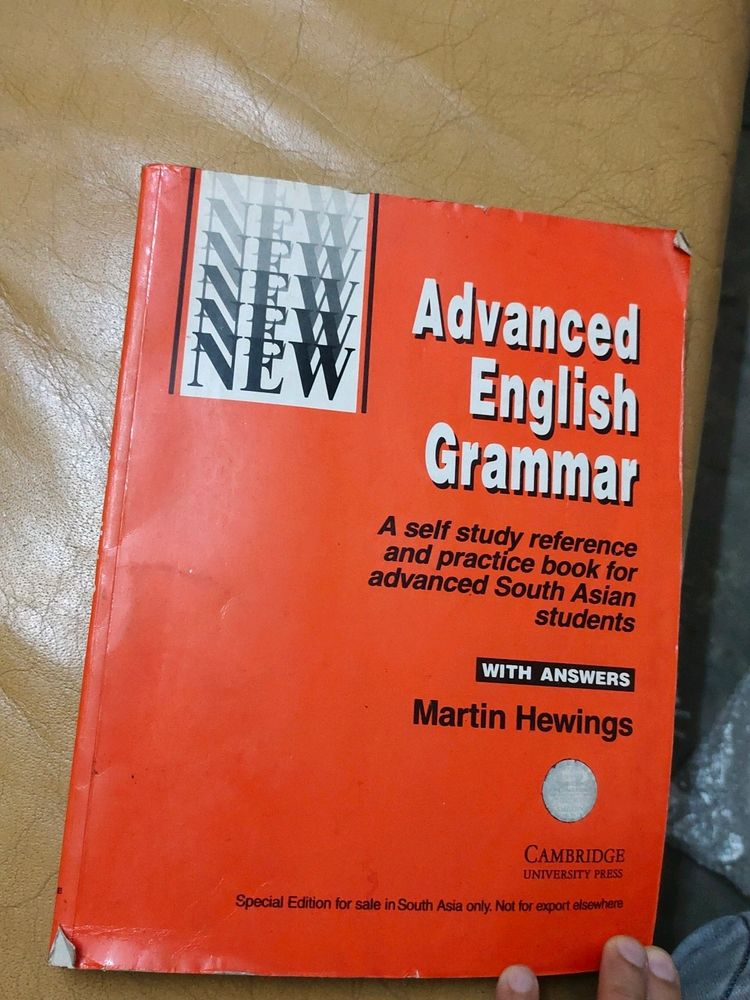 NEW
NEW
NEW
NEW
NEW
NEW
Advanced
English
Grammar
A self study reference
and practice book for
advanced South Asian
students
WITH ANSWERS
Martin Hewings
CAMBRIDGE
UNIVERSITY PRESS
Special Edition for sale in South Asia only. Not for export elsewhere